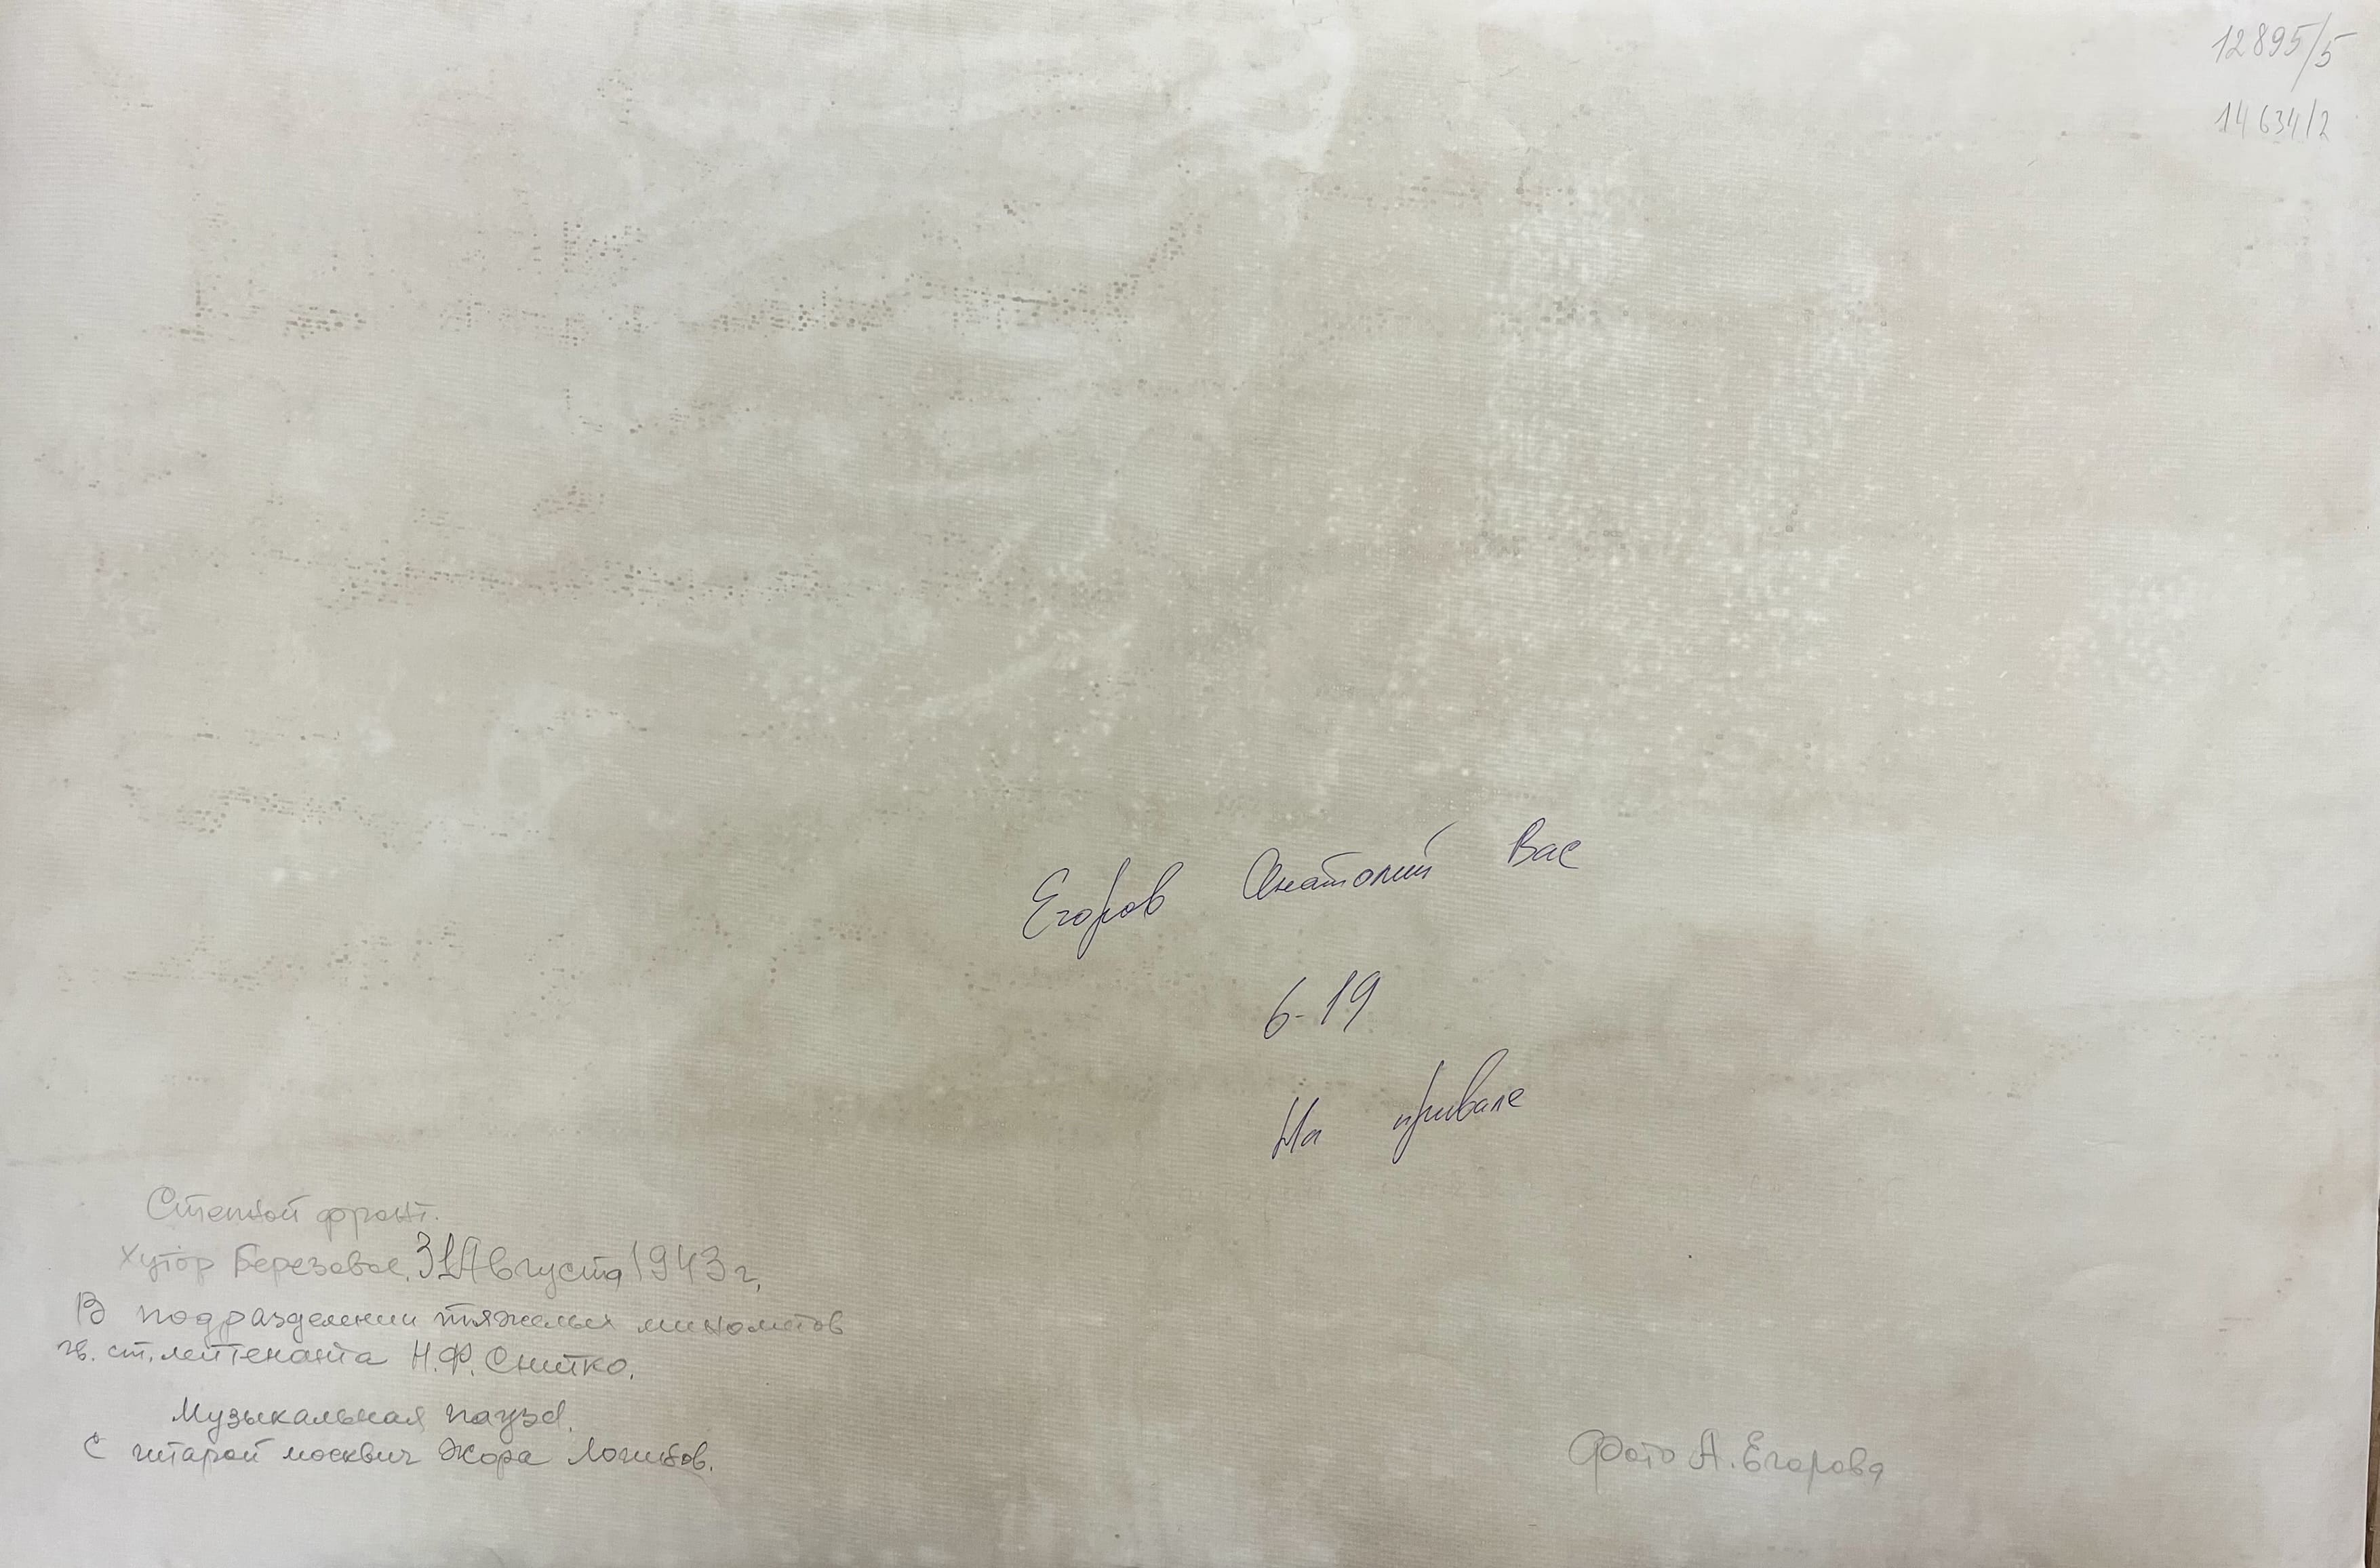 12895/5
14634/2
Егоров Анатолий Вас
6-19
На привале
Степной фронт.
Хутор Березовое, 31 Августа 1943 г.
В подразделении тяжелых минометов
гв. ст. лейтенанта Н.Ф. Снитко.
Музыкальная пауза.
С гитарой москвич Жора Логинов.
Фото А. Егорова